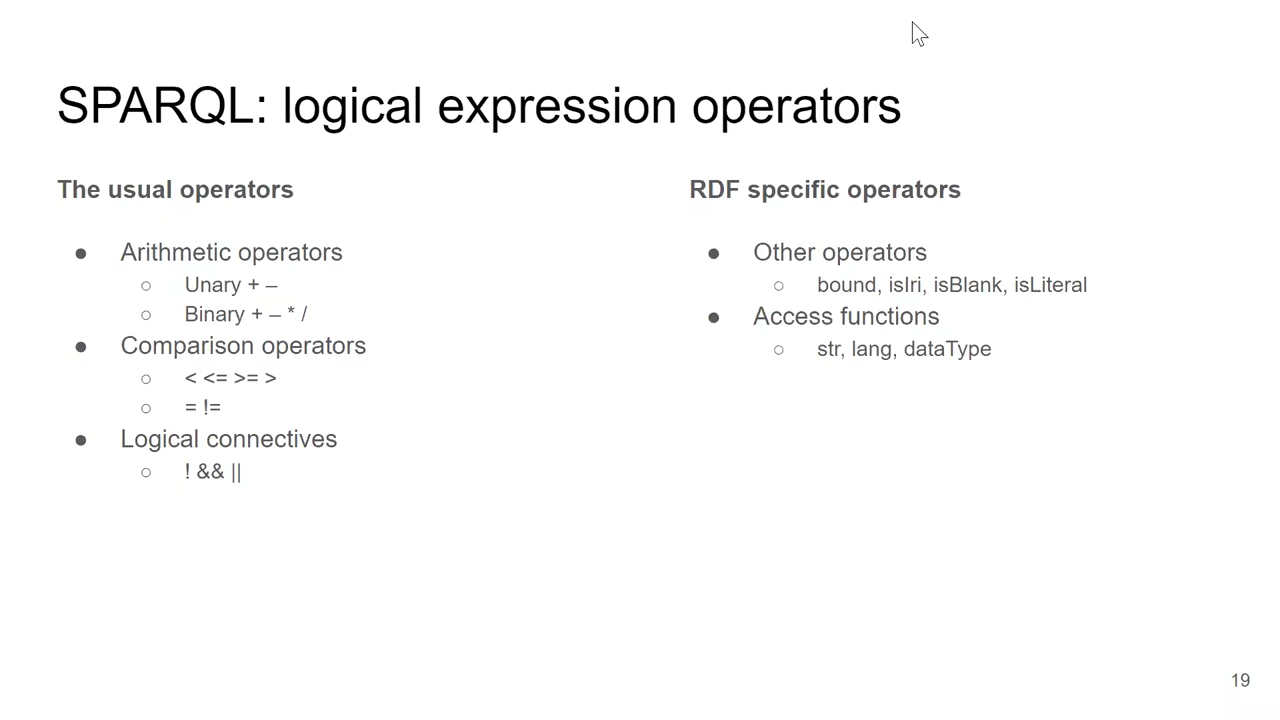 SPARQL: logical expression operators
The usual operators
● Arithmetic operators
○ Unary + –
○ Binary + – * /
● Comparison operators
○ < <= >= >
○ = !=
● Logical connectives
○ ! && ||
RDF specific operators
● Other operators
○ bound, isIri, isBlank, isLiteral
● Access functions
○ str, lang, dataType
19